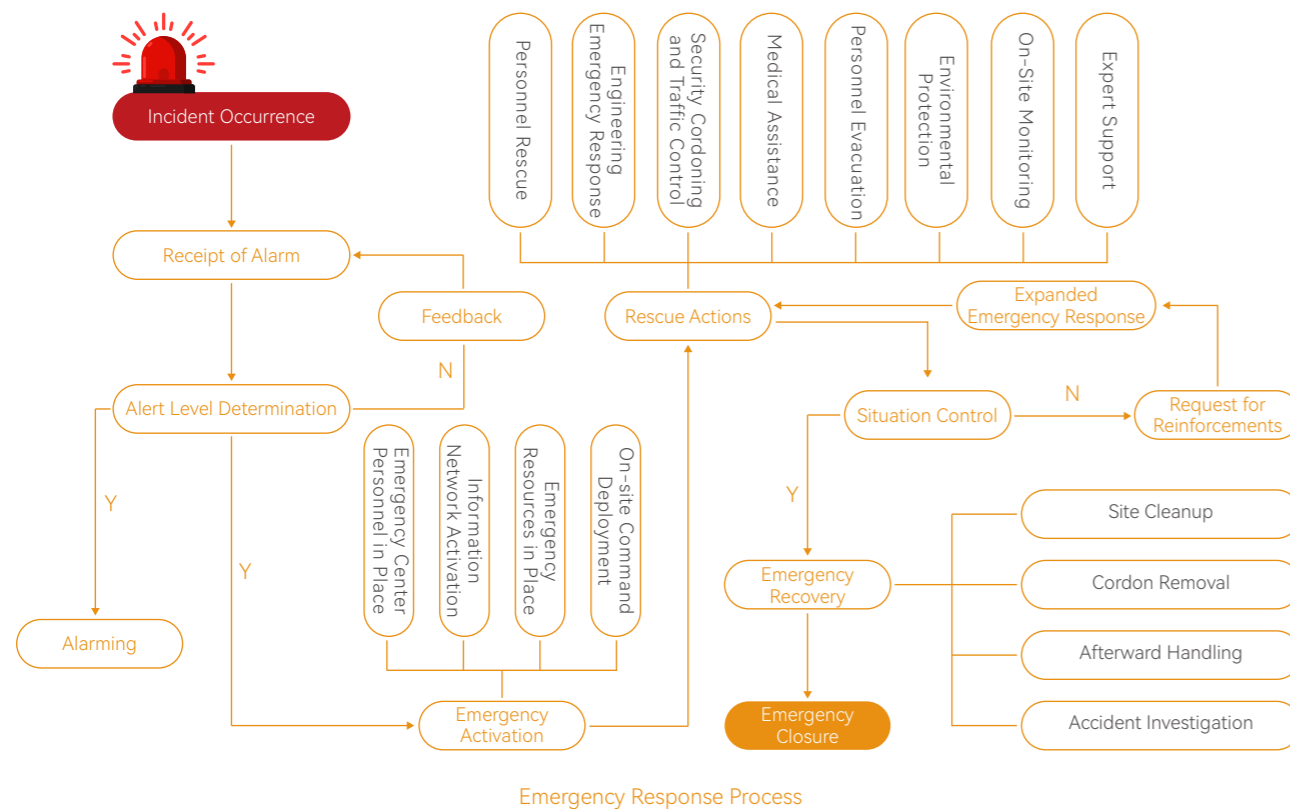 Incident Occurrence
Personnel Rescue
Engineering
Emergency Response
Security Cordoning
and Traffic Control
Medical Assistance
Personnel Evacuation
Environmental
Protection
On-Site Monitoring
Expert Support
Receipt of Alarm
Feedback
Rescue Actions
Expanded
Emergency Response
N
Alert Level Determination
Situation Control
N
Request for
Reinforcements
Y
Y
Y
Emergency Center
Personnel in Place
Information
Network Activation
Emergency
Resources in Place
On-site Command
Deployment
Site Cleanup
Emergency
Recovery
Cordon Removal
Alarming
Afterward Handling
Emergency
Activation
Emergency
Closure
Accident Investigation
Emergency Response Process